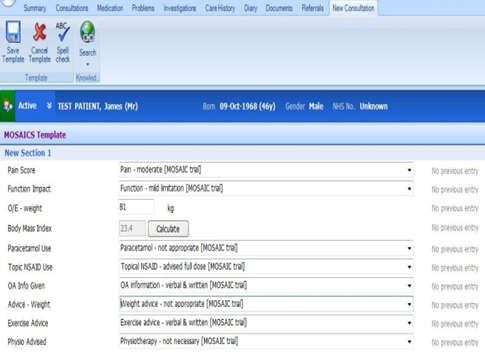 Summary Consultations Medication Problems Investigations Care History Diary Documents Referrals New Consultation
ABC
Save Template Cancel Template Spell check Search
Template Knowled...
Active TEST PATIENT, James (Mr) Born 09-Oct-1968 (46y) Gender Male NHS No. Unknown
MOSAICS Template
New Section 1
Pain Score Pain - moderate [MOSAIC trial] No previous entry
Function Impact Function - mild limitation [MOSAIC trial] No previous entry
O/E - weight 81 kg No previous entry
Body Mass Index 23.4 Calculate No previous entry
Paracetamol Use Paracetamol - not appropriate [MOSAIC trial] No previous entry
Topic NSAID Use Topical NSAID - advised full dose [MOSAIC trial] No previous entry
OA Info Given OA information - verbal & written [MOSAIC trial] No previous entry
Advice - Weight Weight advice - not appropriate [MOSAIC trial] No previous entry
Exercise Advice Exercise advice - verbal & written [MOSAIC trial] No previous entry
Physio Advised Physiotherapy - not necessary [MOSAIC trial] No previous entry